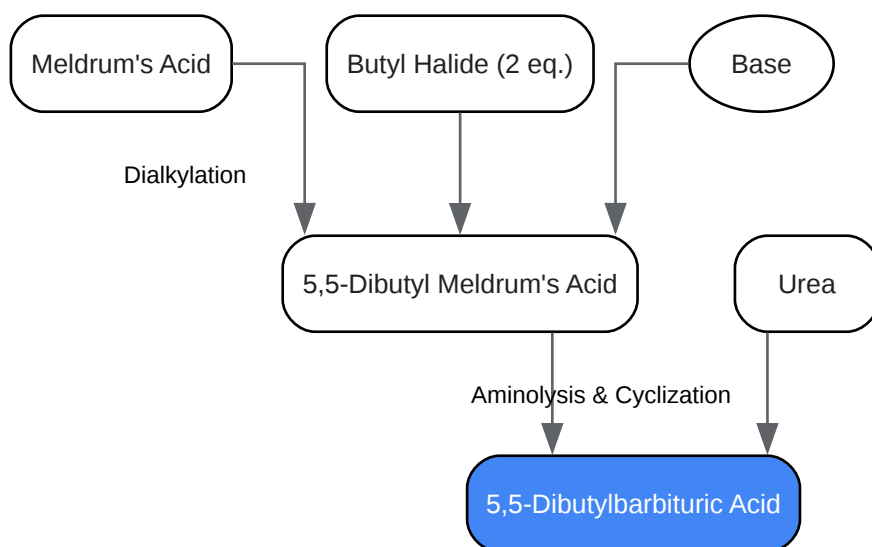 Meldrum's Acid
Butyl Halide (2 eq.)
Base
Dialkylation
5,5-Dibutyl Meldrum's Acid
Urea
Aminolysis & Cyclization
5,5-Dibutylbarbituric Acid